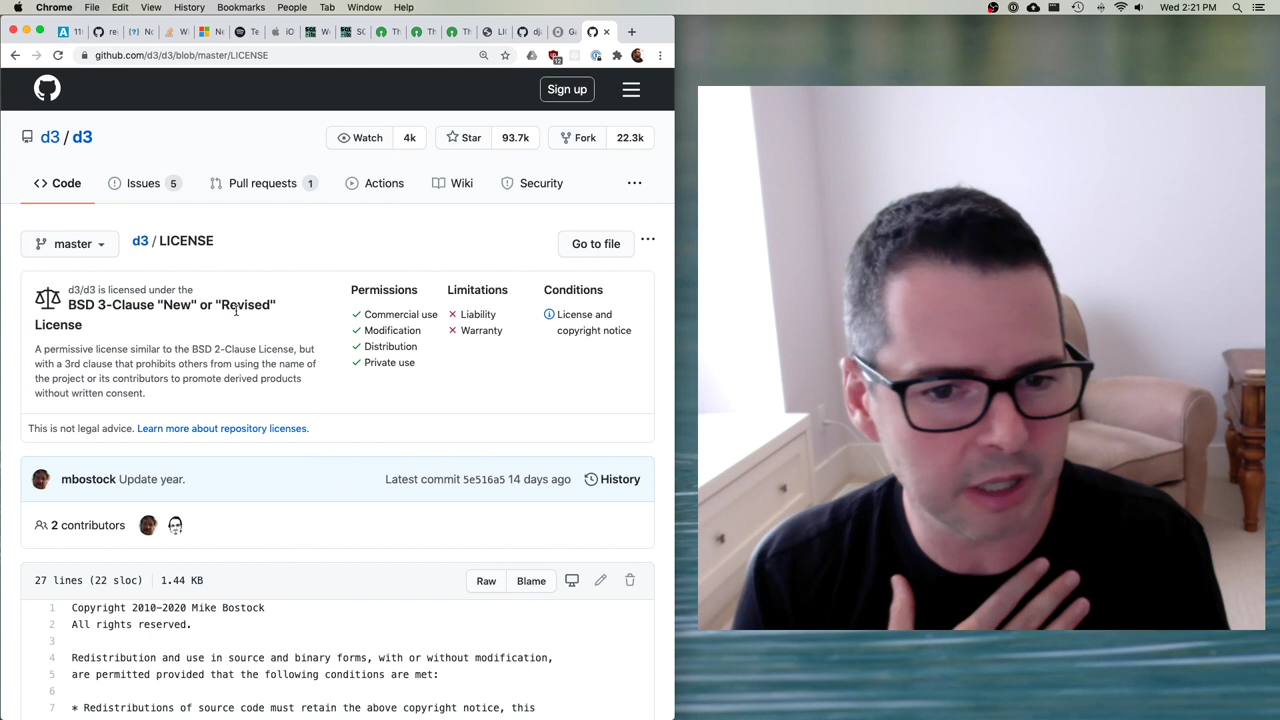 Chrome File Edit View History Bookmarks People Tab Window Help Wed 2:21 PM
github.com/d3/d3/blob/master/LICENSE
12
Sign up
d3 / d3
Watch 4k Star 93.7k Fork 22.3k
Code Issues 5 Pull requests 1 Actions Wiki Security
master d3 / LICENSE Go to file
d3/d3 is licensed under the
BSD 3-Clause "New" or "Revised"
License
A permissive license similar to the BSD 2-Clause License, but
with a 3rd clause that prohibits others from using the name of
the project or its contributors to promote derived products
without written consent.
Permissions
Commercial use
Modification
Distribution
Private use
Limitations
Liability
Warranty
Conditions
License and
copyright notice
This is not legal advice. Learn more about repository licenses.
mbostock Update year. Latest commit 5e516a5 14 days ago History
2 contributors
27 lines (22 sloc) 1.44 KB Raw Blame
1 Copyright 2010-2020 Mike Bostock
2 All rights reserved.
3
4 Redistribution and use in source and binary forms, with or without modification,
5 are permitted provided that the following conditions are met:
6
7 * Redistributions of source code must retain the above copyright notice, this